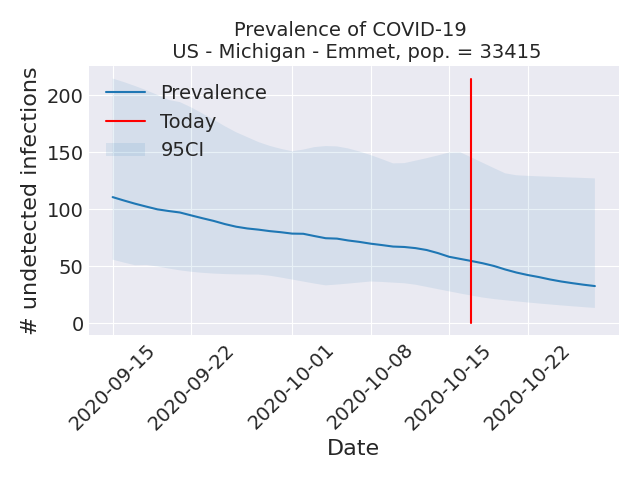 Prevalence of COVID-19
US - Michigan - Emmet, pop. = 33415
# undetected infections
200
150
100
50
0
Prevalence
Today
95CI
2020-09-15
2020-09-22
2020-10-01
2020-10-08
2020-10-15
2020-10-22
Date